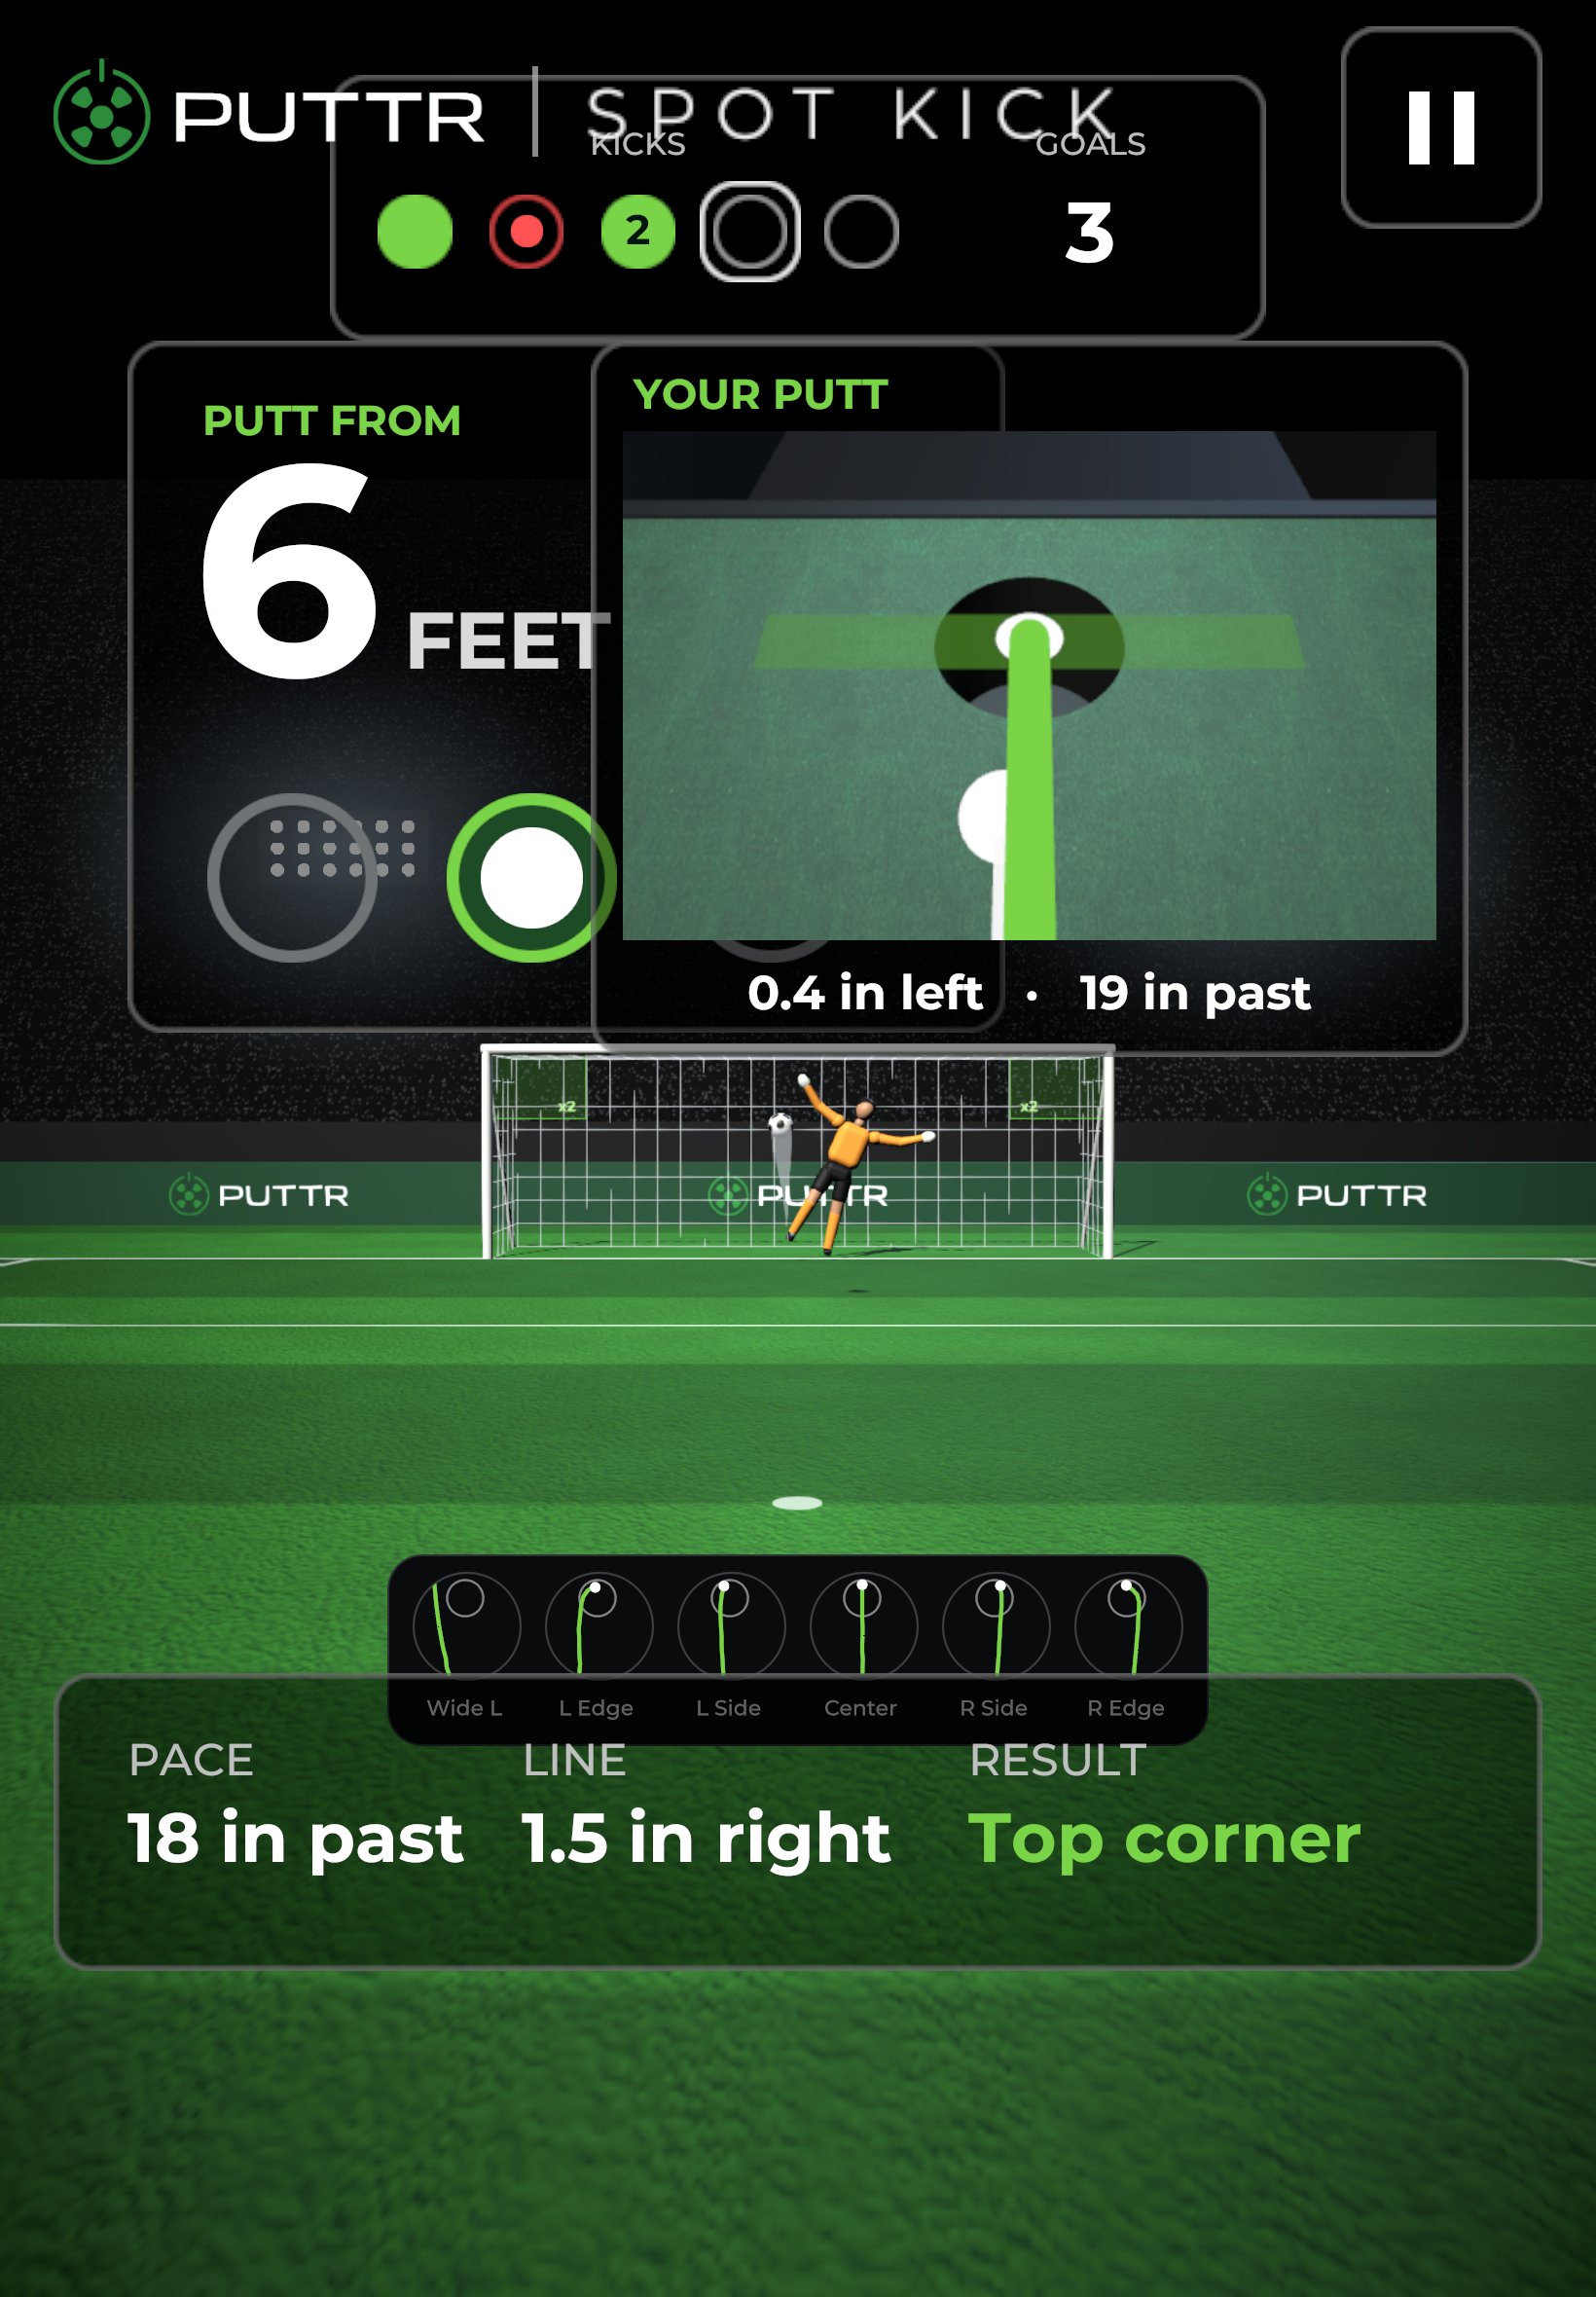 PUTTR | SPOT KICK
KICKS
GOALS
2
3
PUTT FROM
6 FEET
YOUR PUTT
0.4 in left · 19 in past
x2
x2
PUTTR
PUTTR
PUTTR
Wide L
L Edge
L Side
Center
R Side
R Edge
PACE
LINE
RESULT
18 in past
1.5 in right
Top corner